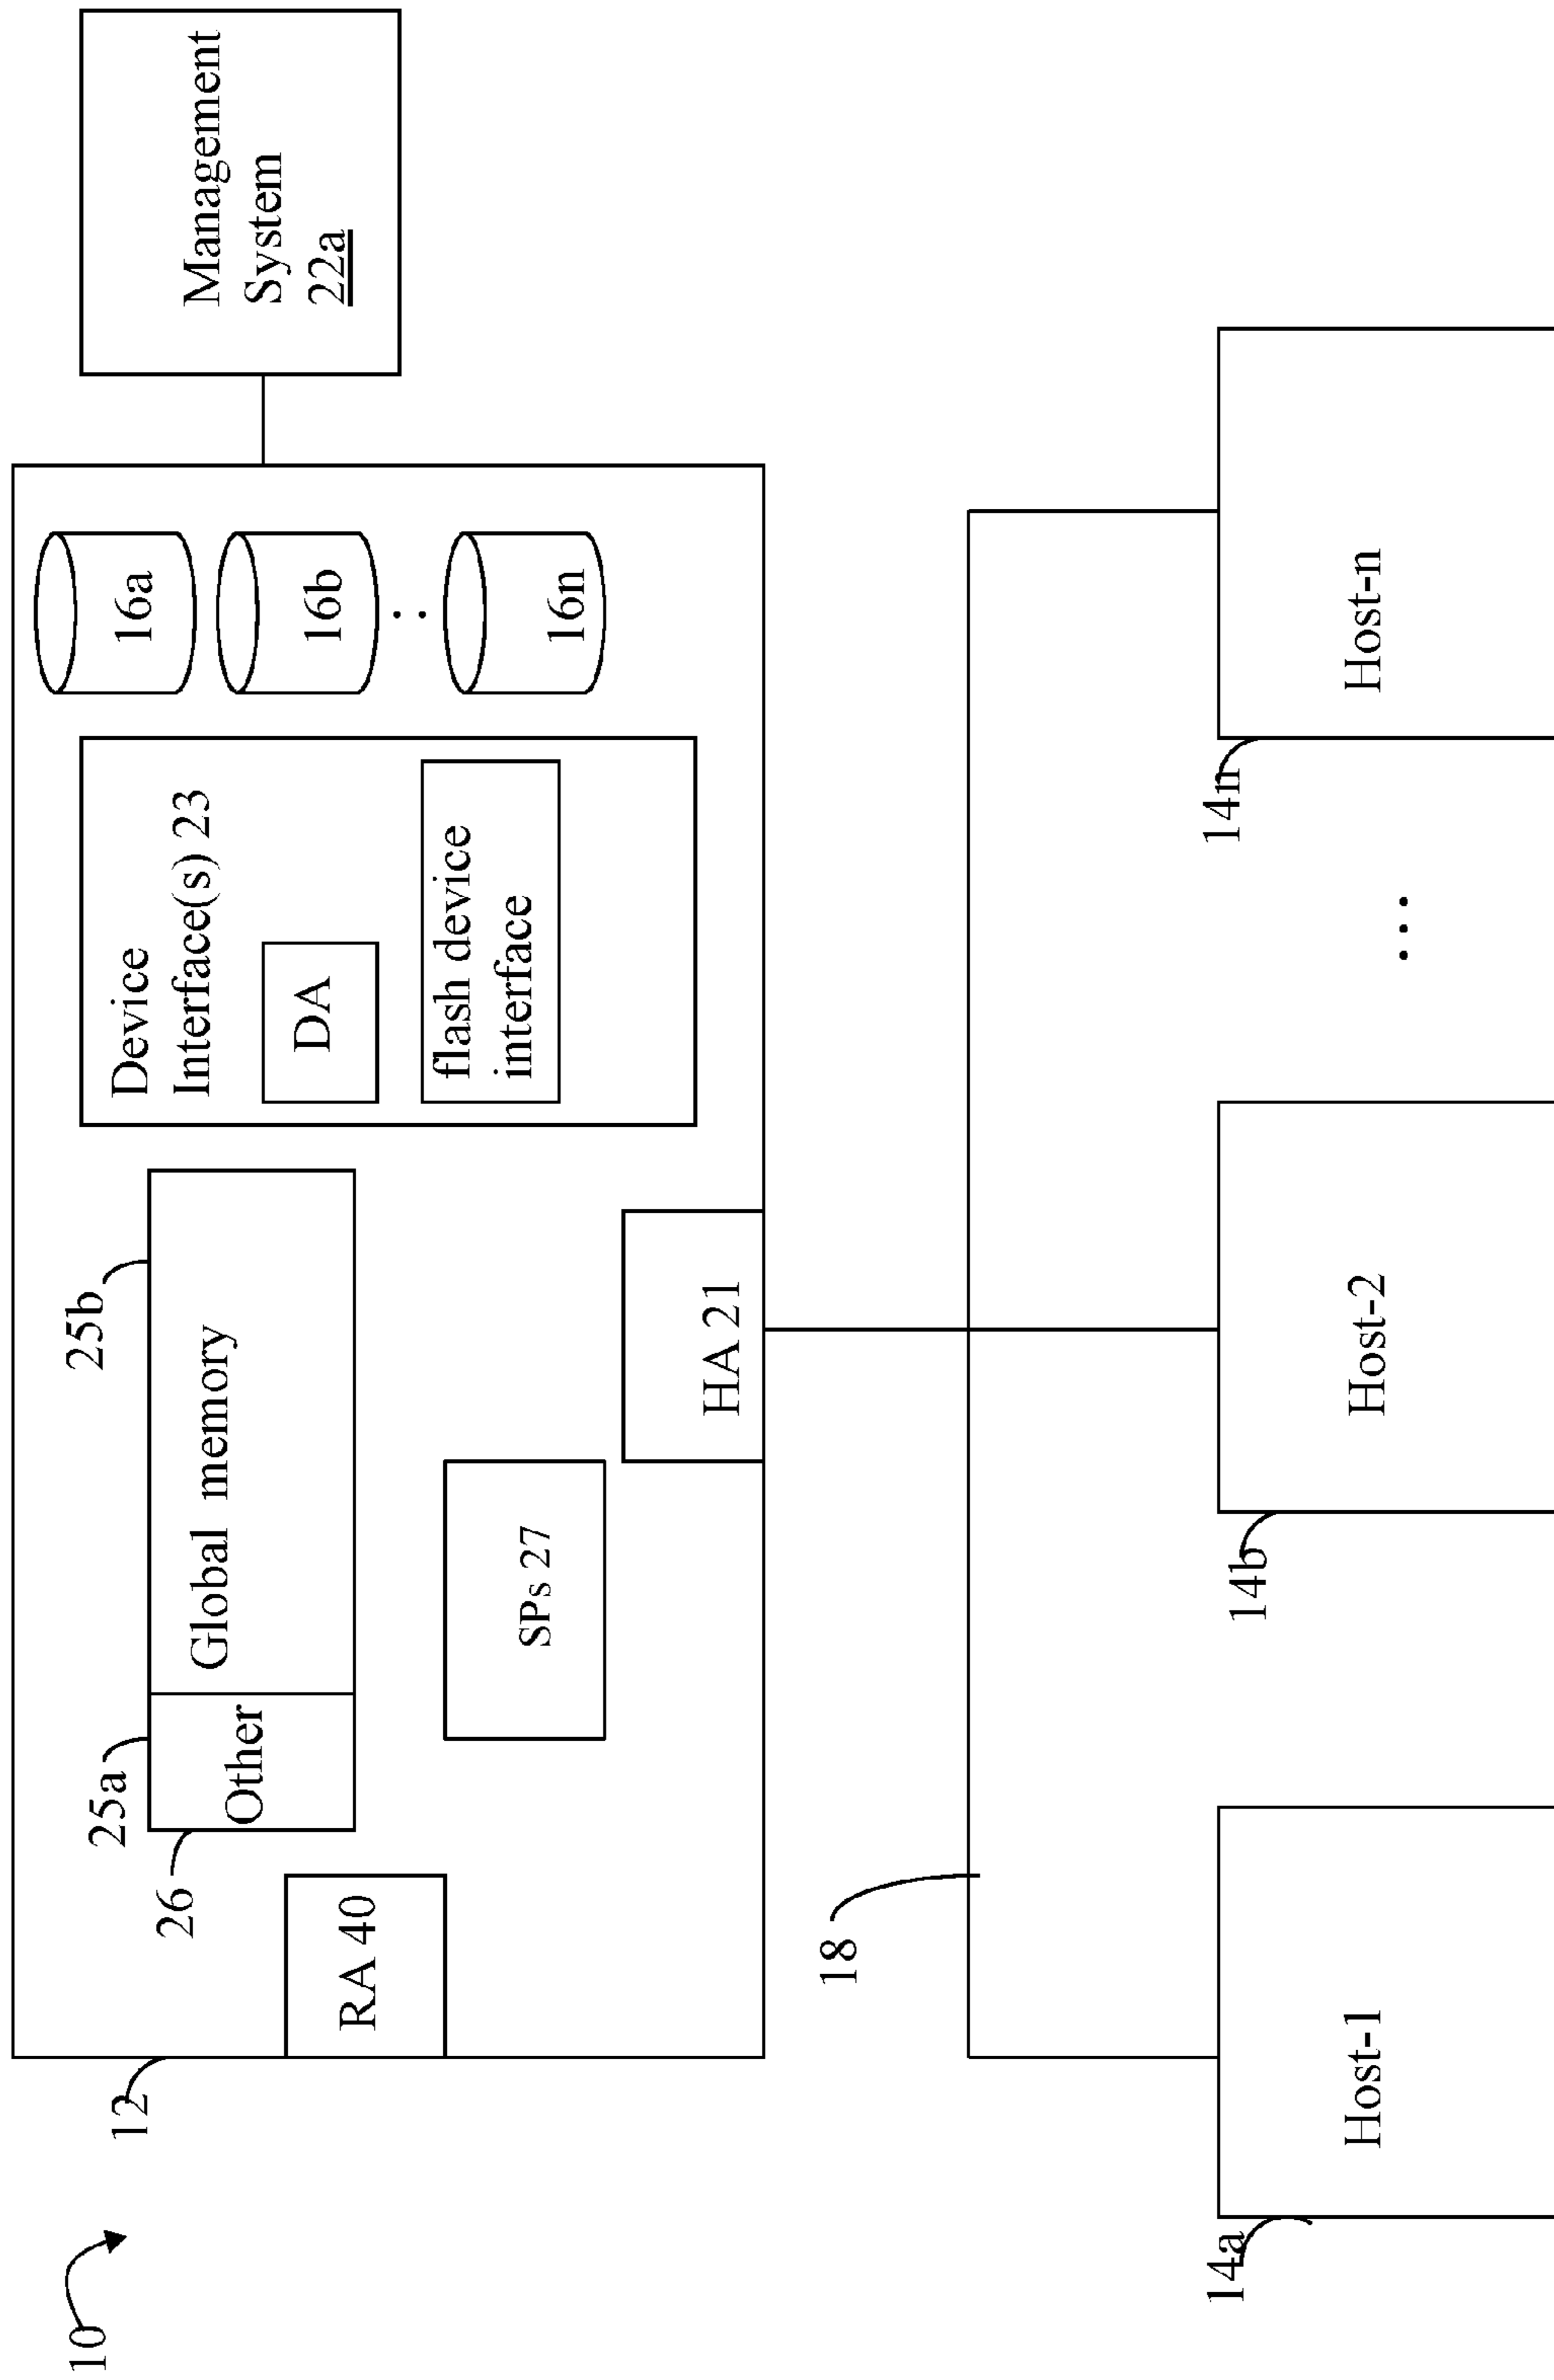 10
12
RA 40
26
25a
25b
Other
Global memory
SPs 27
HA 21
Device
Interface(s) 23
DA
flash device
interface
16a
16b
16n
Management
System
22a
18
14a
Host-1
14b
Host-2
...
14n
Host-n